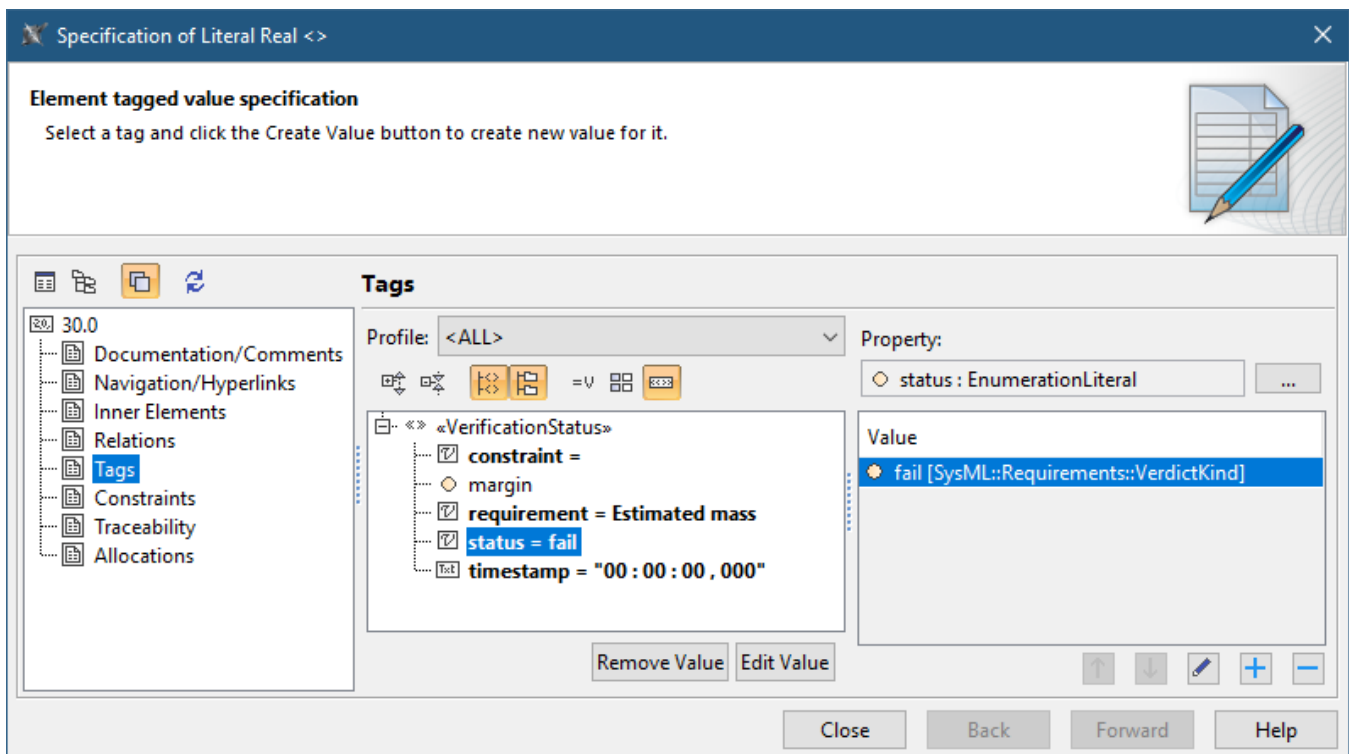 Specification of Literal Real <>
Element tagged value specification
Select a tag and click the Create Value button to create new value for it.
30.0
Documentation/Comments
Navigation/Hyperlinks
Inner Elements
Relations
Tags
Constraints
Traceability
Allocations
Tags
Profile: <ALL>
=V
«» «VerificationStatus»
constraint =
margin
requirement = Estimated mass
status = fail
timestamp = "00 : 00 : 00 , 000"
Remove Value Edit Value
Property:
status : EnumerationLiteral ...
Value
fail [SysML::Requirements::VerdictKind]
Close Back Forward Help